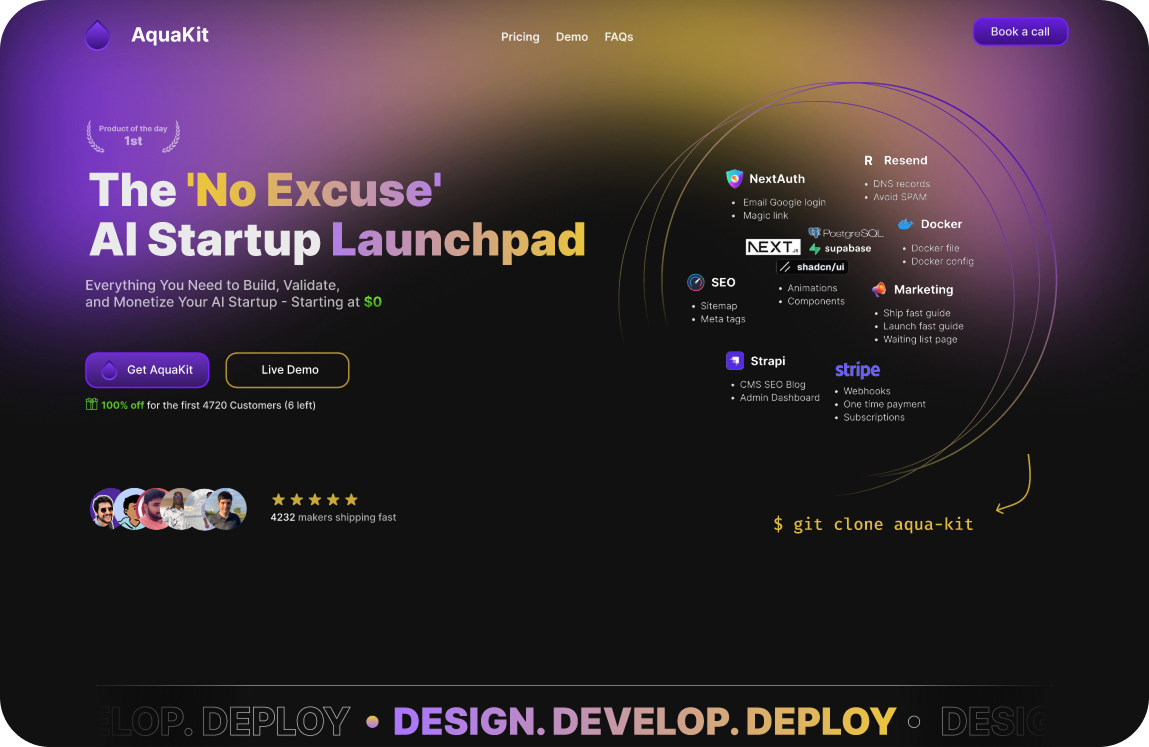 AquaKit
Pricing Demo FAQs
Book a call
Product of the day
1st
The 'No Excuse'
AI Startup Launchpad
Everything You Need to Build, Validate,
and Monetize Your AI Startup - Starting at $0
Get AquaKit
Live Demo
100% off for the first 4720 Customers (6 left)
4232 makers shipping fast
R Resend
• DNS records
• Avoid SPAM
NextAuth
• Email Google login
• Magic link
Docker
• Docker file
• Docker config
PostgreSQL
NEXT.JS
supabase
shadcn/ui
• Animations
• Components
SEO
• Sitemap
• Meta tags
Marketing
• Ship fast guide
• Launch fast guide
• Waiting list page
Strapi
• CMS SEO Blog
• Admin Dashboard
stripe
• Webhooks
• One time payment
• Subscriptions
$ git clone aqua-kit
ELOP. DEPLOY • DESIGN. DEVELOP. DEPLOY ○ DESIG